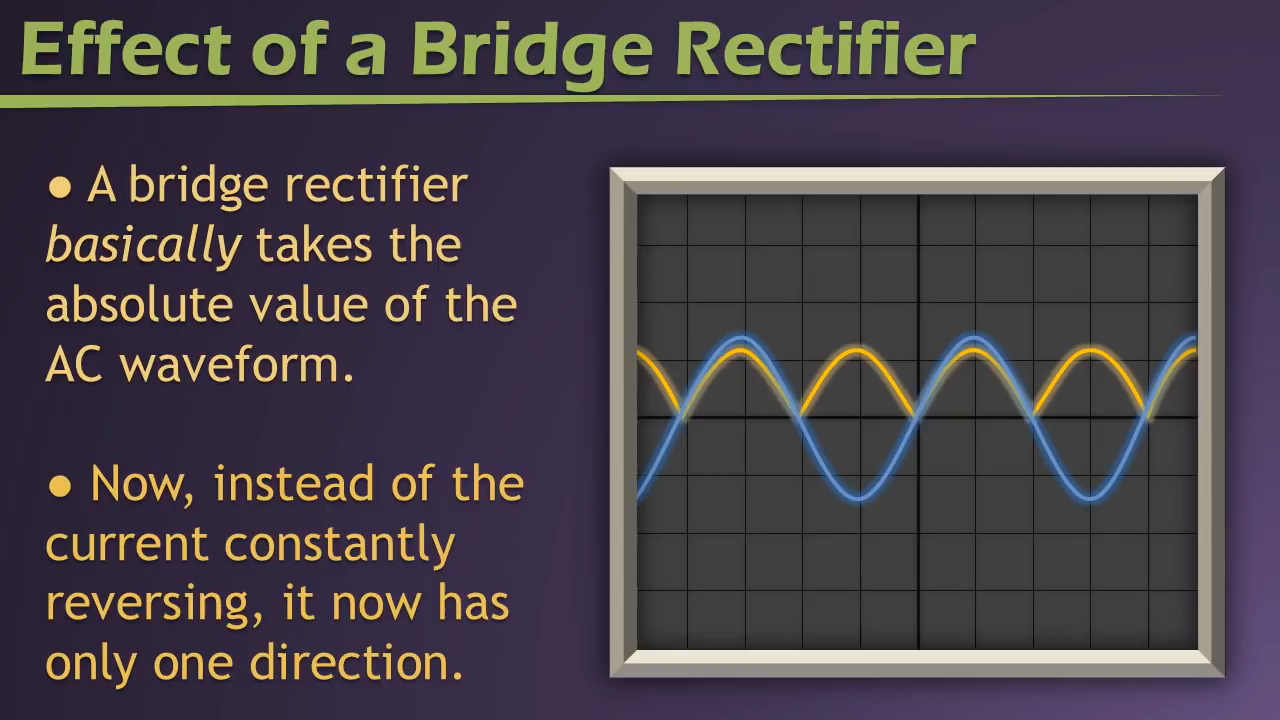 Effect of a Bridge Rectifier
● A bridge rectifier
basically takes the
absolute value of the
AC waveform.
● Now, instead of the
current constantly
reversing, it now has
only one direction.